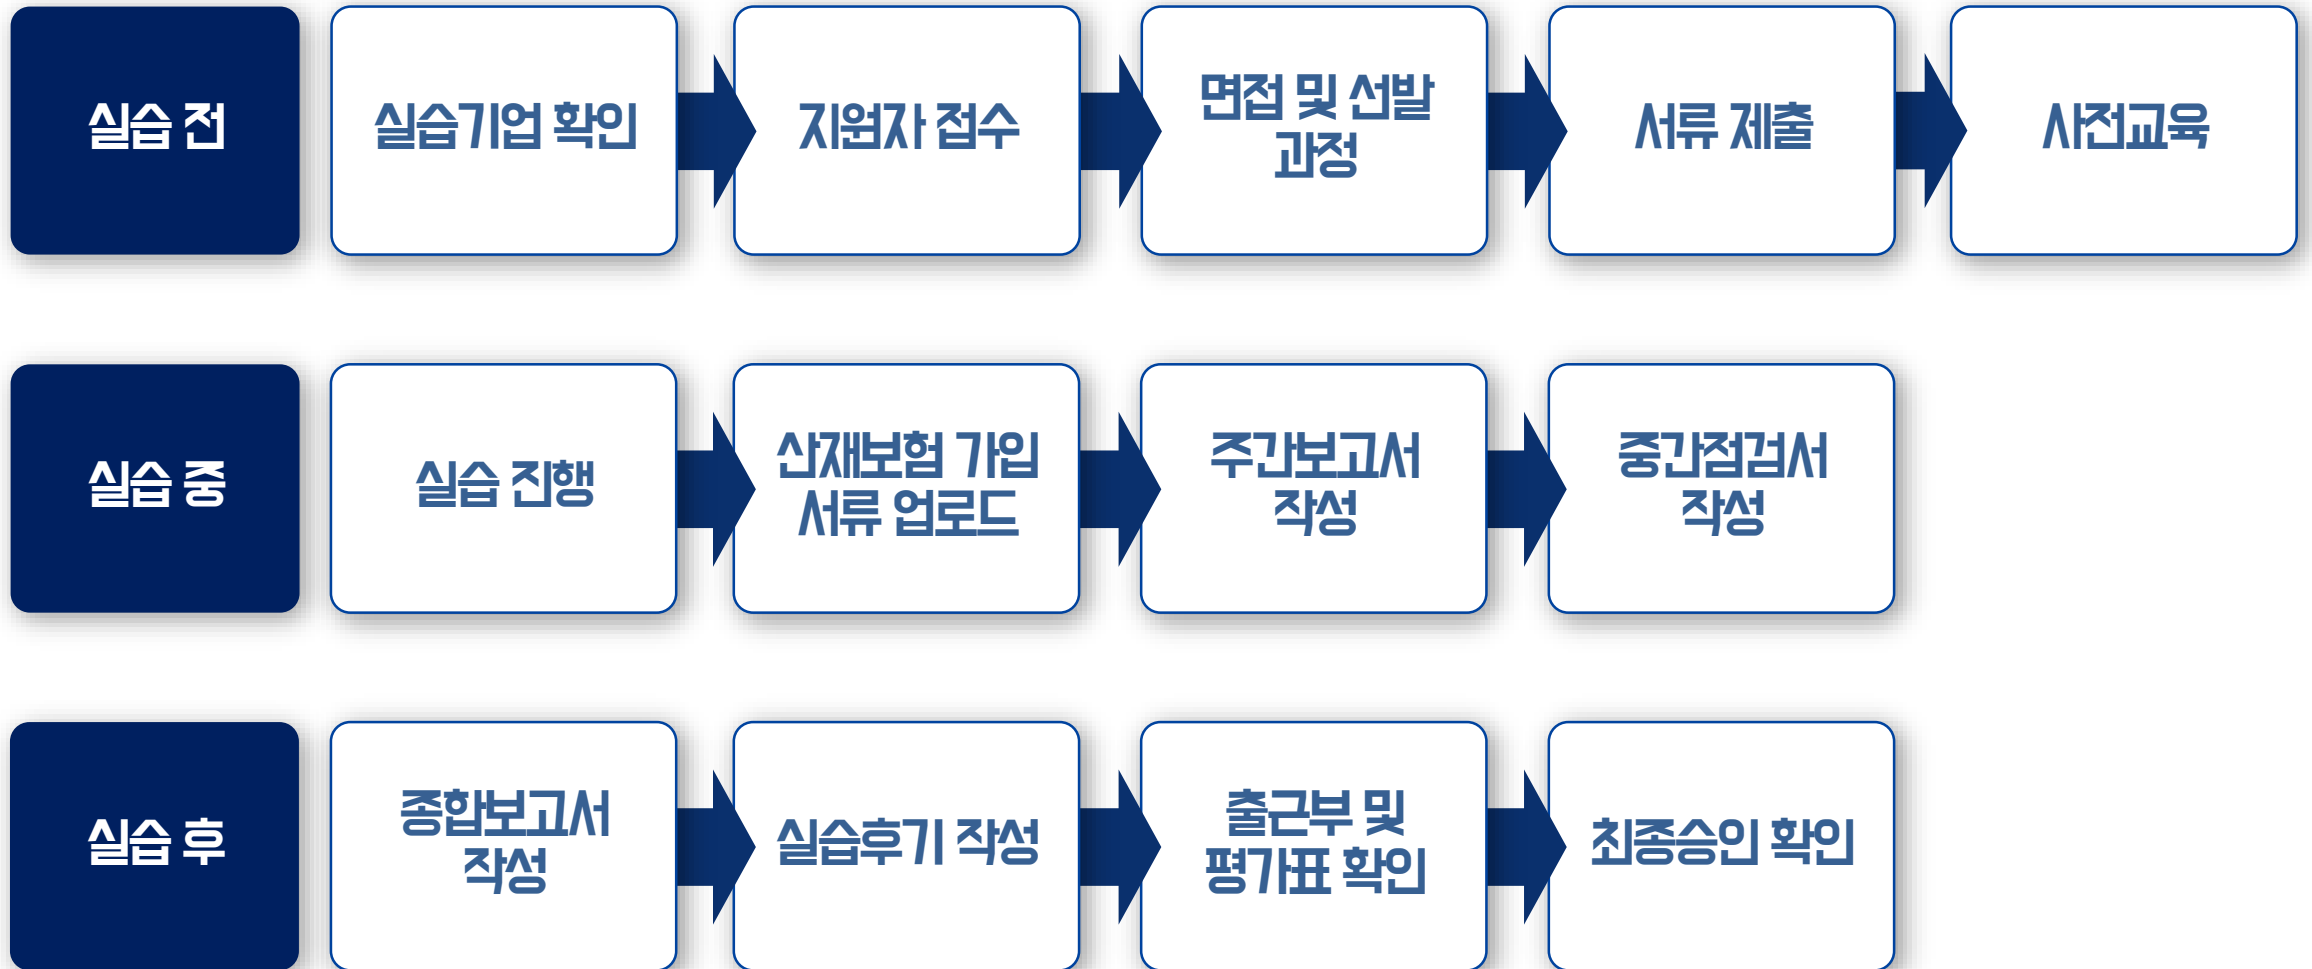 실습 전
실습기업 확인
지원자 접수
면접 및 선발
과정
서류 제출
사전교육
실습 중
실습 진행
산재보험 가입
서류 업로드
주간보고서
작성
중간점검서
작성
실습 후
종합보고서
작성
실습후기 작성
출근부 및
평가표 확인
최종승인 확인